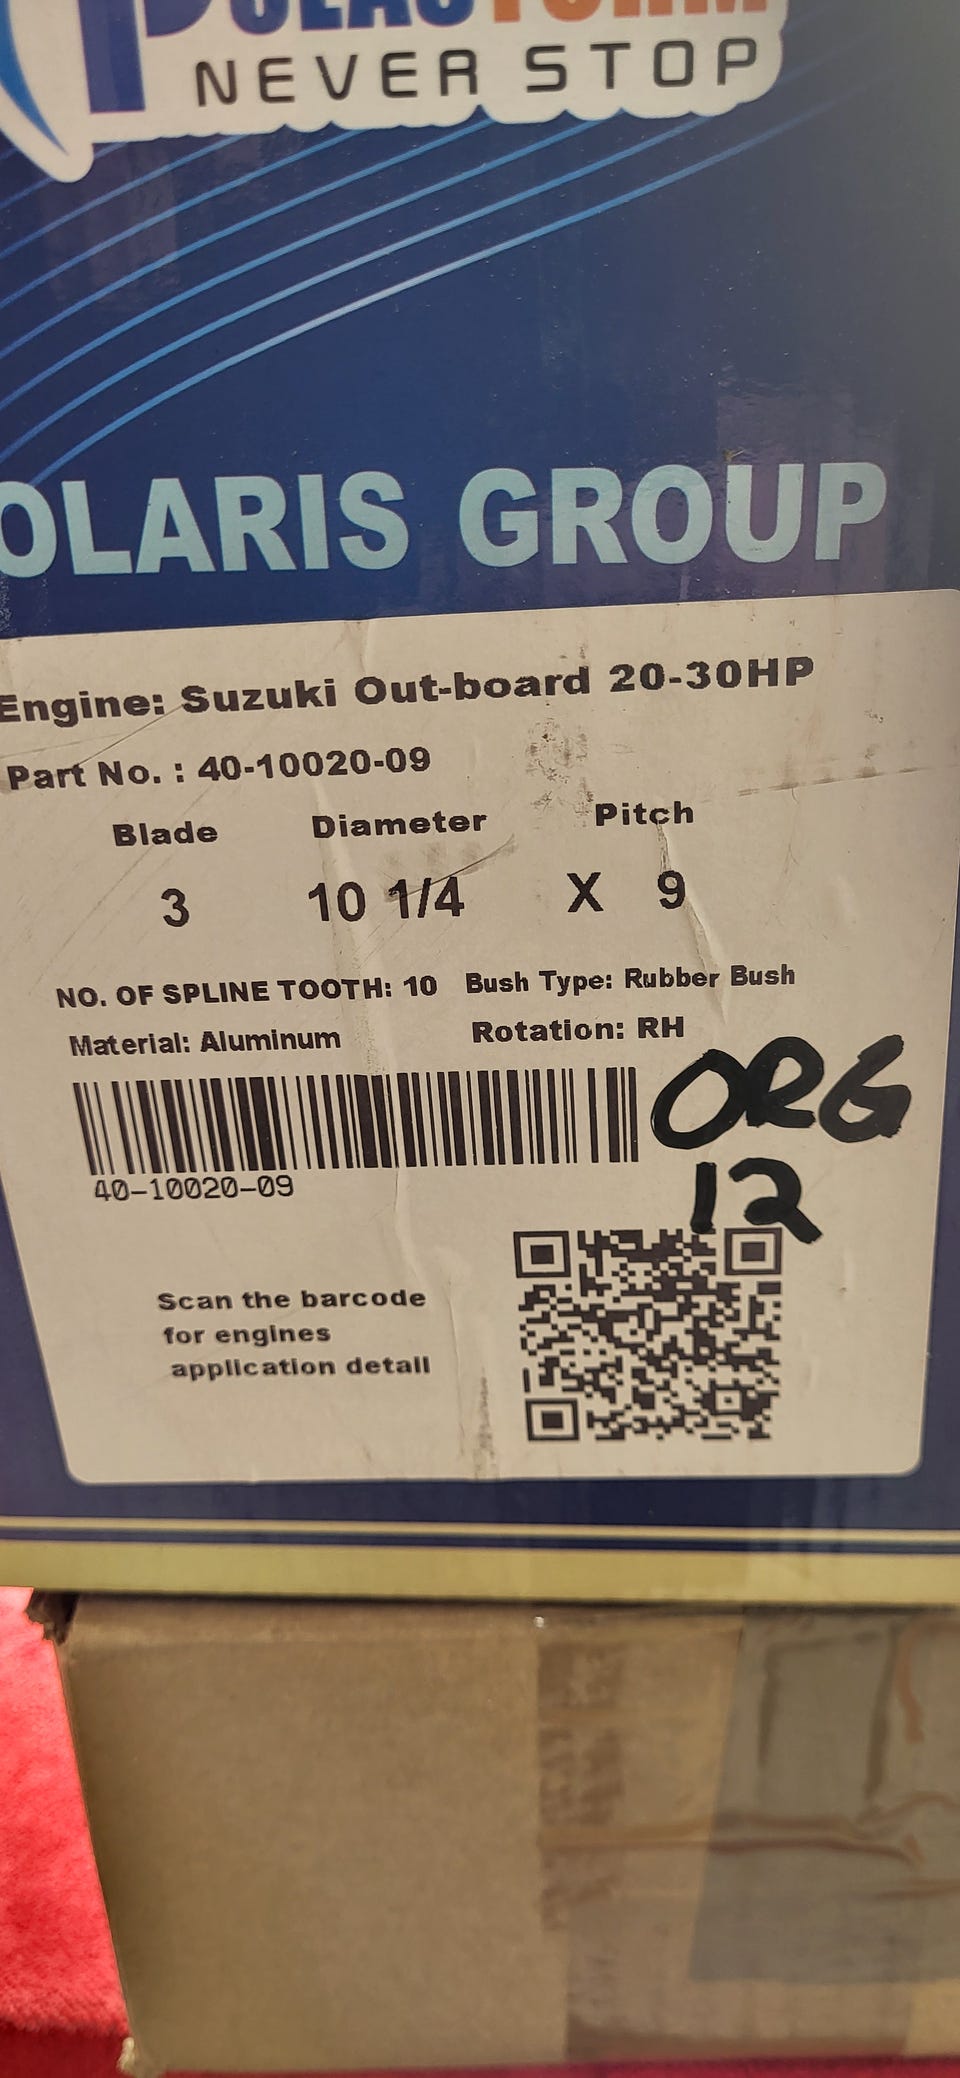 NEVER STOP
OLARIS GROUP
Engine: Suzuki Out-board 20-30HP
Part No. : 40-10020-09
Blade Diameter Pitch
3 10 1/4 X 9
NO. OF SPLINE TOOTH: 10 Bush Type: Rubber Bush
Material: Aluminum Rotation: RH
ORG
12
40-10020-09
Scan the barcode
for engines
application detail